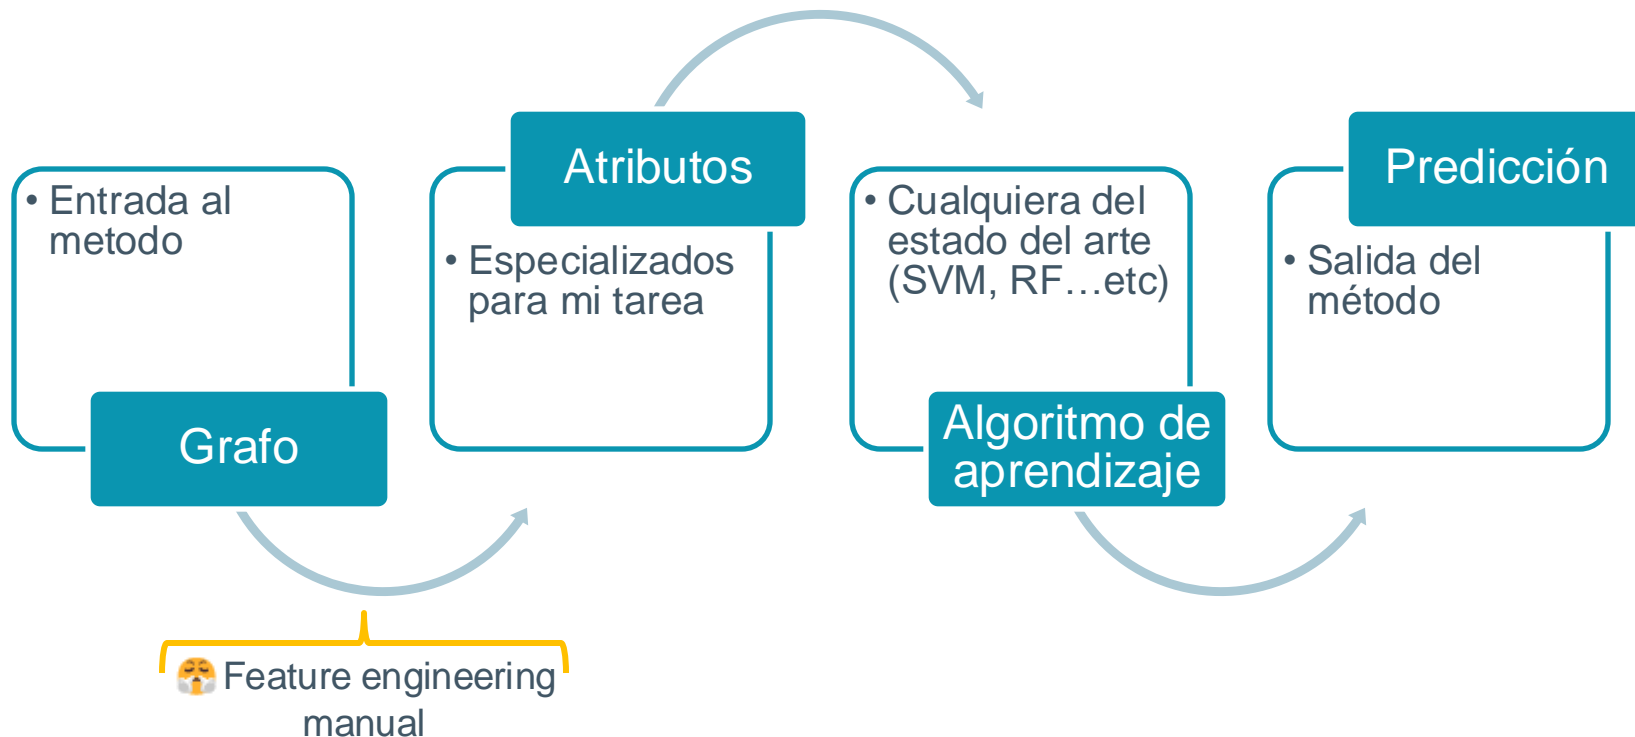 • Entrada al
metodo
Grafo
Atributos
• Especializados
para mi tarea
• Cualquiera del
estado del arte
(SVM, RF…etc)
Algoritmo de
aprendizaje
Predicción
• Salida del
método
😤 Feature engineering
manual